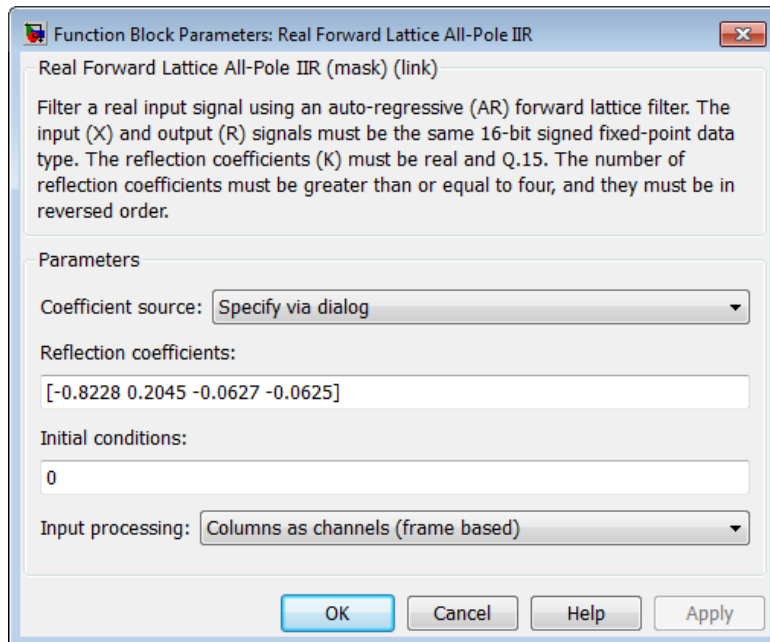 Function Block Parameters: Real Forward Lattice All-Pole IIR
Real Forward Lattice All-Pole IIR (mask) (link)
Filter a real input signal using an auto-regressive (AR) forward lattice filter. The
input (X) and output (R) signals must be the same 16-bit signed fixed-point data
type. The reflection coefficients (K) must be real and Q.15. The number of
reflection coefficients must be greater than or equal to four, and they must be in
reversed order.
Parameters
Coefficient source: Specify via dialog
Reflection coefficients:
[-0.8228 0.2045 -0.0627 -0.0625]
Initial conditions:
0
Input processing: Columns as channels (frame based)
OK Cancel Help Apply